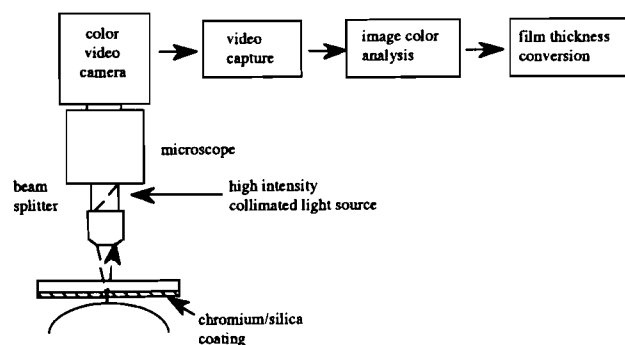 color
video
camera
video
capture
image color
analysis
film thickness
conversion
microscope
beam
splitter
high intensity
collimated light source
chromium/silica
coating